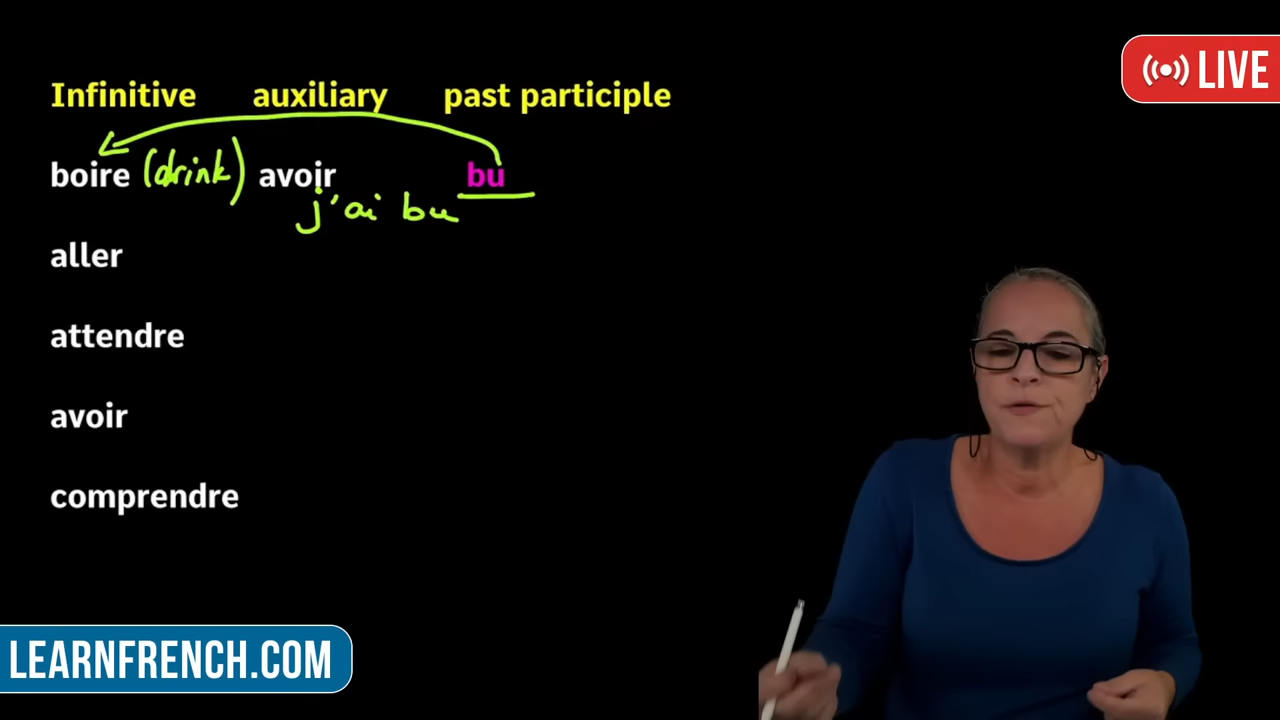 LIVE
Infinitive auxiliary past participle
boire (drink) avoir bu
j'ai bu
aller
attendre
avoir
comprendre
LEARNFRENCH.COM